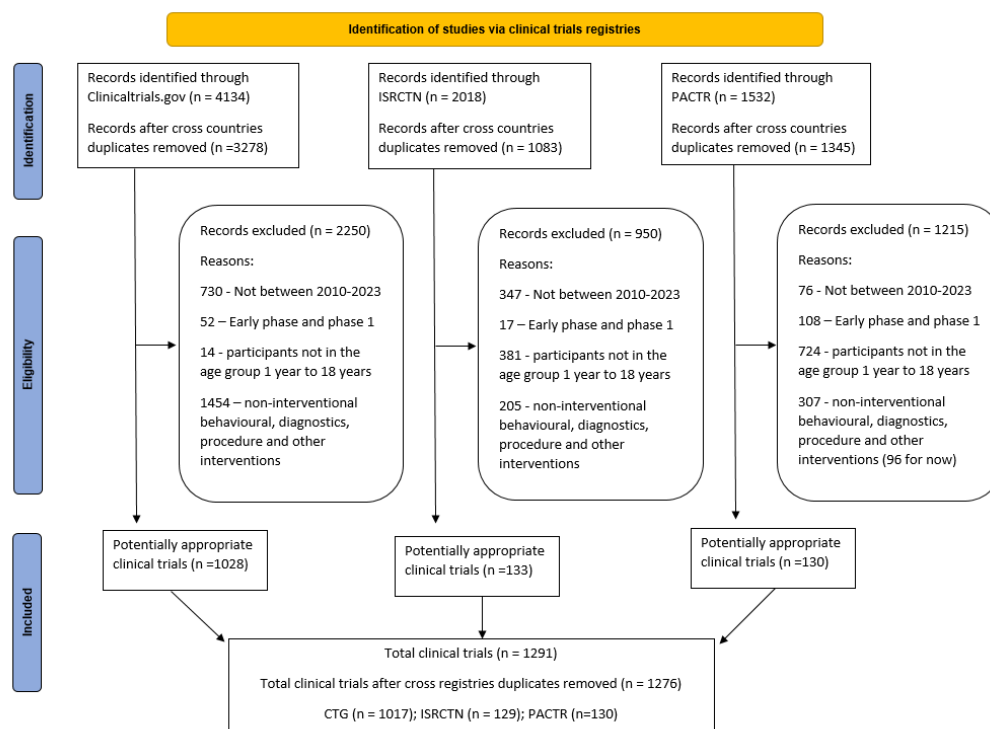 Identification of studies via clinical trials registries
Identification
Records identified through
Clinicaltrials.gov (n = 4134)
Records after cross countries
duplicates removed (n =3278)
Records identified through
ISRCTN (n = 2018)
Records after cross countries
duplicates removed (n = 1083)
Records identified through
PACTR (n = 1532)
Records after cross countries
duplicates removed (n = 1345)
Eligibility
Records excluded (n = 2250)
Reasons:
730 - Not between 2010-2023
52 – Early phase and phase 1
14 - participants not in the
age group 1 year to 18 years
1454 – non-interventional
behavioural, diagnostics,
procedure and other
interventions
Records excluded (n = 950)
Reasons:
347 - Not between 2010-2023
17 – Early phase and phase 1
381 - participants not in the
age group 1 year to 18 years
205 - non-interventional
behavioural, diagnostics,
procedure and other
interventions
Records excluded (n = 1215)
Reasons:
76 - Not between 2010-2023
108 – Early phase and phase 1
724 - participants not in the
age group 1 year to 18 years
307 - non-interventional
behavioural, diagnostics,
procedure and other
interventions (96 for now)
Included
Potentially appropriate
clinical trials (n =1028)
Potentially appropriate
clinical trials (n =133)
Potentially appropriate
clinical trials (n =130)
Total clinical trials (n = 1291)
Total clinical trials after cross registries duplicates removed (n = 1276)
CTG (n = 1017); ISRCTN (n = 129); PACTR (n=130)